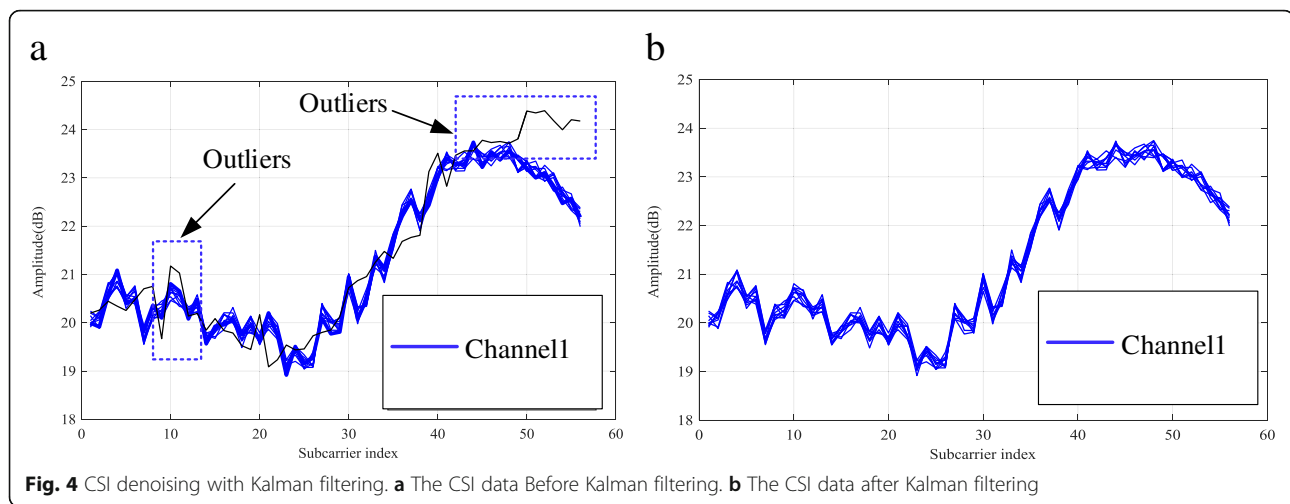 a
25
24
23
22
21
20
19
18
0
10
20
30
40
50
60
Amplitude(dB)
Subcarrier index
Outliers
Outliers
Channel1
b
25
24
23
22
21
20
19
18
0
10
20
30
40
50
60
Amplitude(dB)
Subcarrier index
Channel1
Fig. 4 CSI denoising with Kalman filtering. a The CSI data Before Kalman filtering. b The CSI data after Kalman filtering